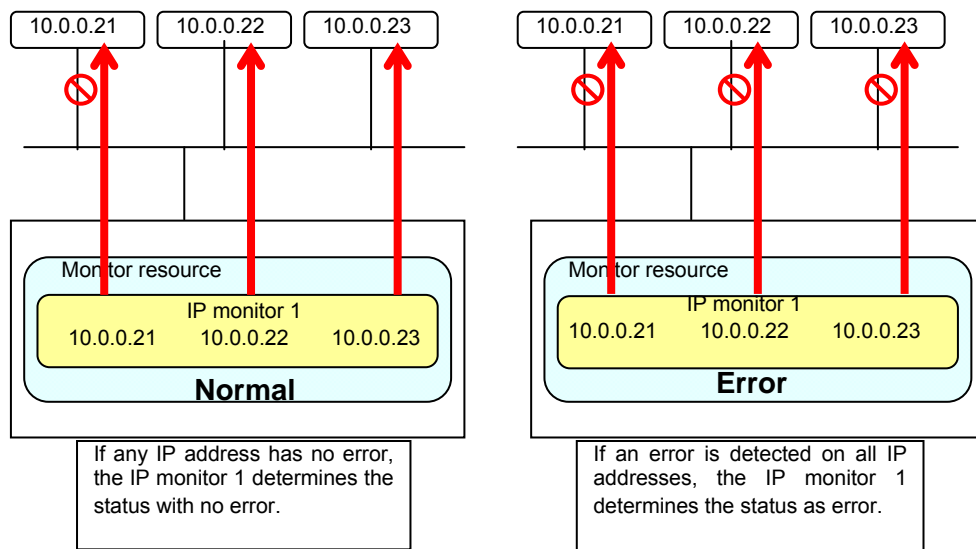 10.0.0.21 10.0.0.22 10.0.0.23
Monitor resource
IP monitor 1
10.0.0.21 10.0.0.22 10.0.0.23
Normal
If any IP address has no error,
the IP monitor 1 determines the
status with no error.
10.0.0.21 10.0.0.22 10.0.0.23
Monitor resource
IP monitor 1
10.0.0.21 10.0.0.22 10.0.0.23
Error
If an error is detected on all IP
addresses, the IP monitor 1
determines the status as error.